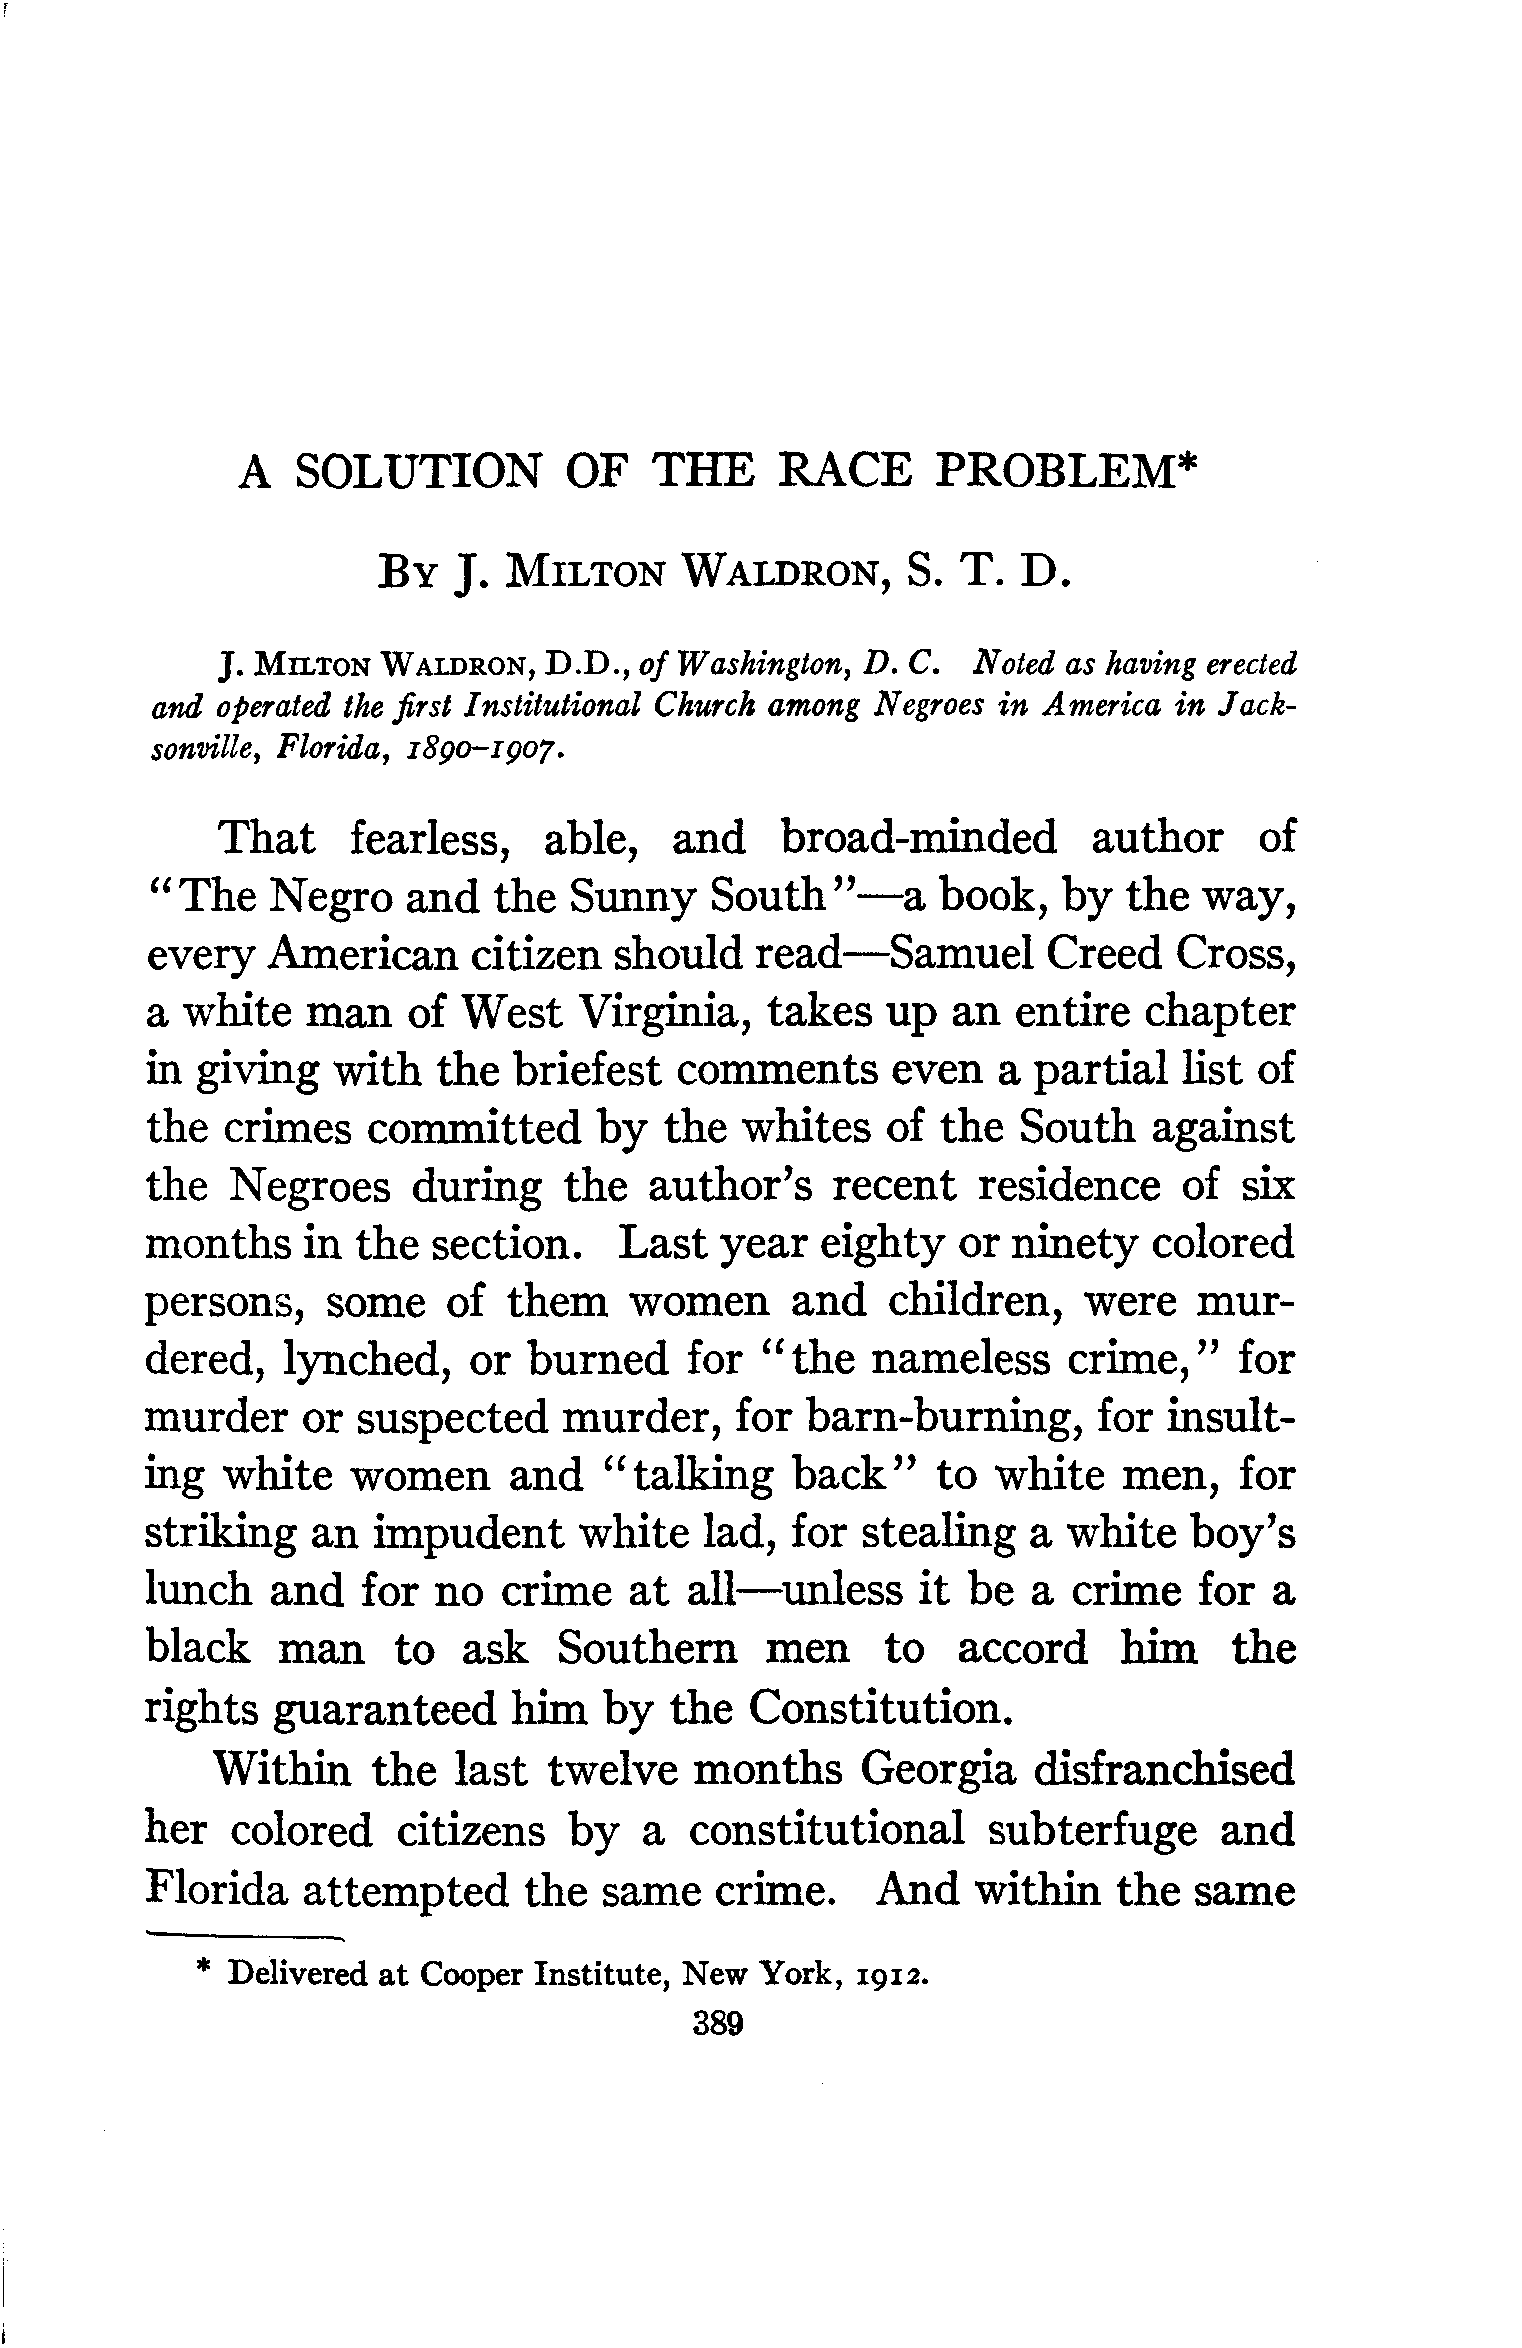 A SOLUTION OF THE RACE PROBLEM*
BY J. MILTON WALDRON, S. T. D.
J. MILTON WALDRON, D.D., of Washington, D. C. Noted as having erected
and operated the first Institutional Church among Negroes in America in Jack-
sonville, Florida, 1890–1907.
That fearless, able, and broad-minded author of
“The Negro and the Sunny South”—a book, by the way,
every American citizen should read—Samuel Creed Cross,
a white man of West Virginia, takes up an entire chapter
in giving with the briefest comments even a partial list of
the crimes committed by the whites of the South against
the Negroes during the author’s recent residence of six
months in the section. Last year eighty or ninety colored
persons, some of them women and children, were mur-
dered, lynched, or burned for “the nameless crime,” for
murder or suspected murder, for barn-burning, for insult-
ing white women and “talking back” to white men, for
striking an impudent white lad, for stealing a white boy’s
lunch and for no crime at all—unless it be a crime for a
black man to ask Southern men to accord him the
rights guaranteed him by the Constitution.
Within the last twelve months Georgia disfranchised
her colored citizens by a constitutional subterfuge and
Florida attempted the same crime. And within the same
* Delivered at Cooper Institute, New York, 1912.
389